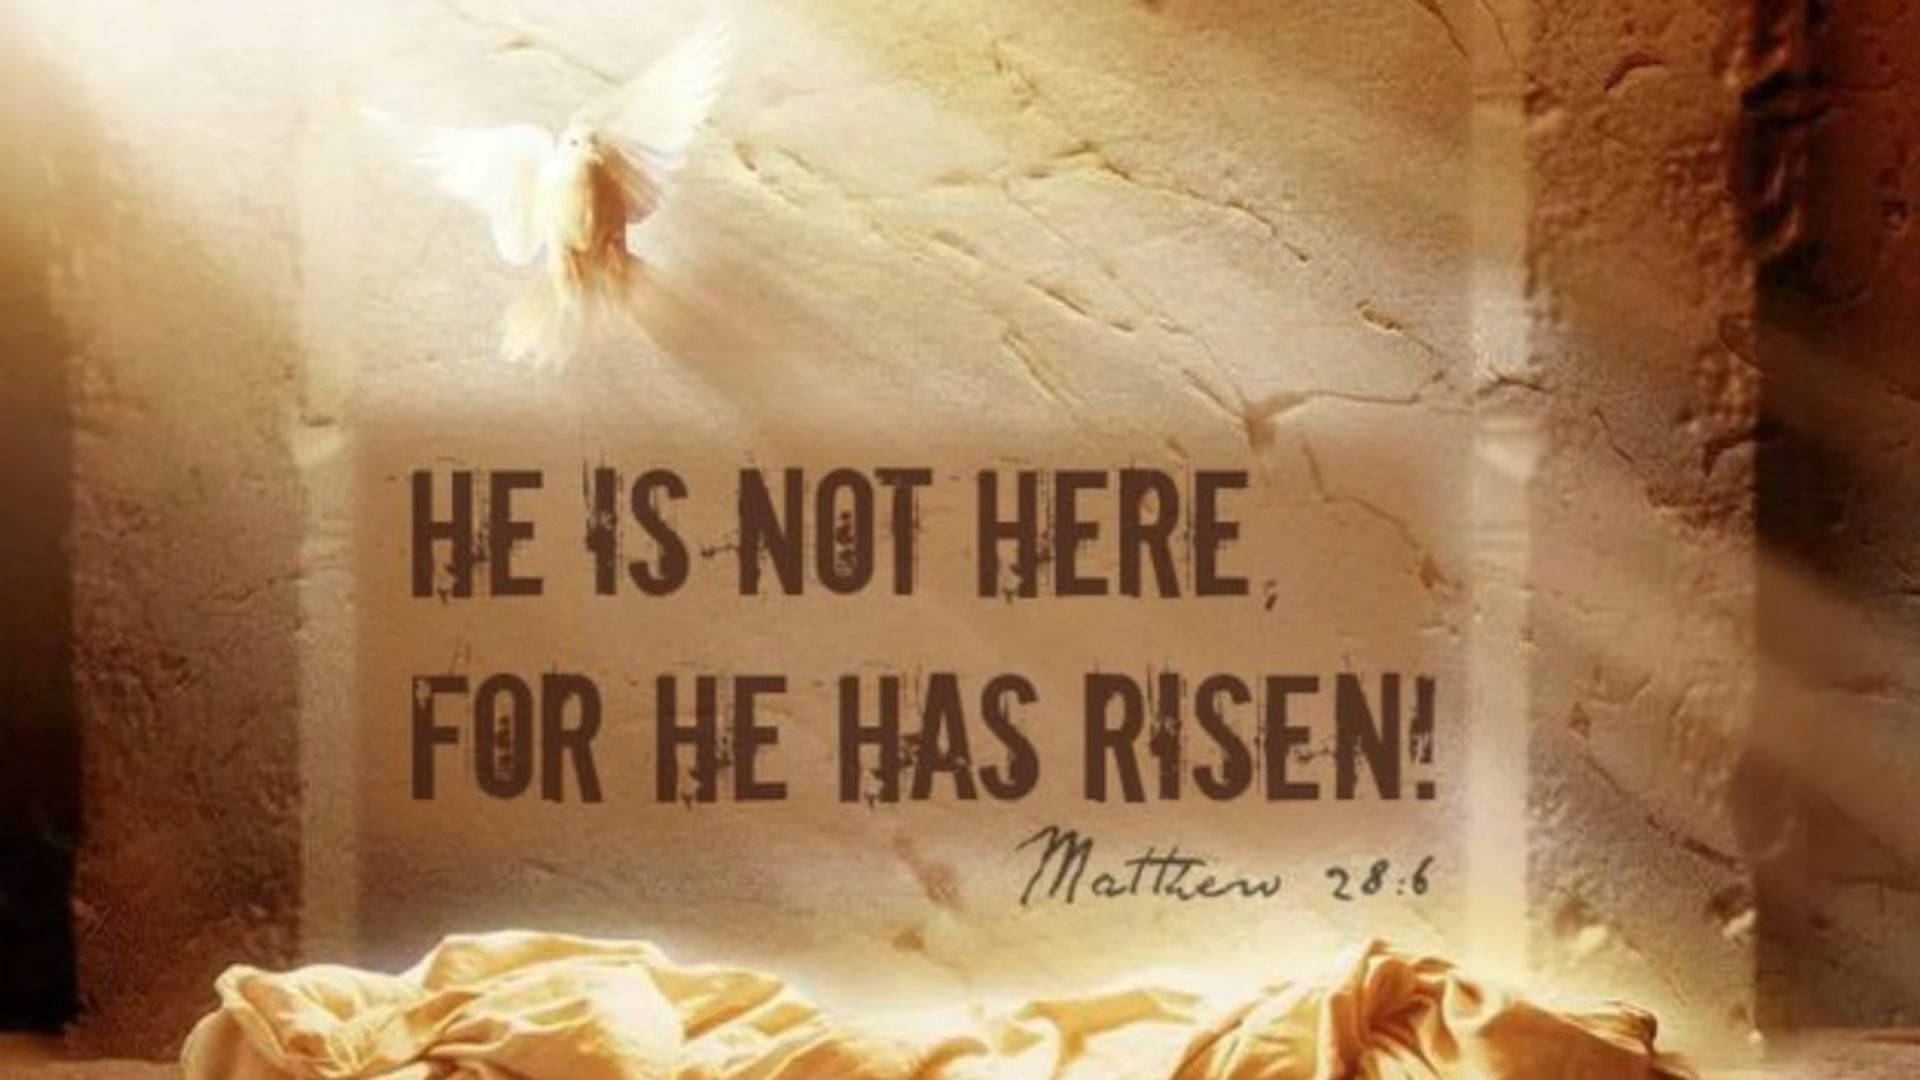 HE IS NOT HERE,
FOR HE HAS RISEN!
Matthew 28:6